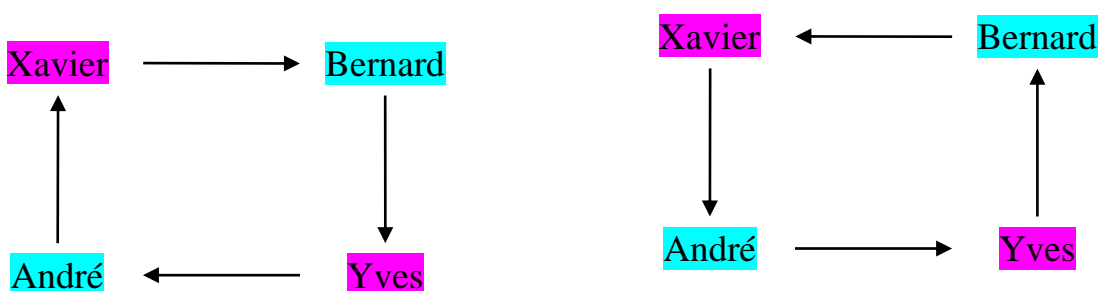 Xavier
Bernard
André
Yves
Xavier
Bernard
André
Yves